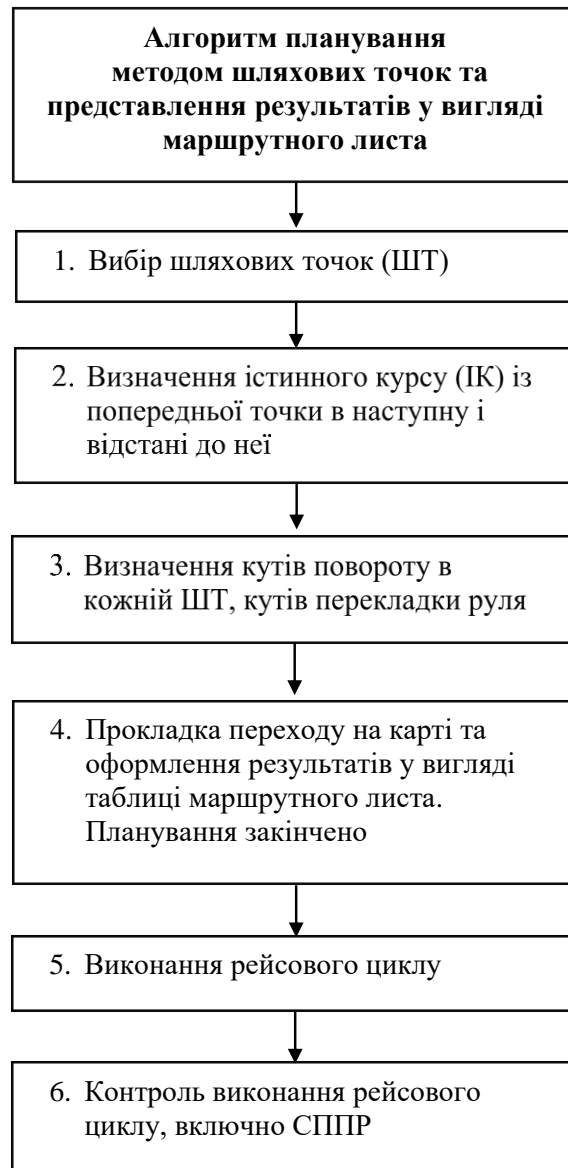 Алгоритм планування
методом шляхових точок та
представлення результатів у вигляді
маршрутного листа
1. Вибір шляхових точок (ШТ)
2. Визначення істинного курсу (ІК) із
попередньої точки в наступну і
відстані до неї
3. Визначення кутів повороту в
кожній ШТ, кутів перекладки руля
4. Прокладка переходу на карті та
оформлення результатів у вигляді
таблиці маршрутного листа.
Планування закінчено
5. Виконання рейсового циклу
6. Контроль виконання рейсового
циклу, включно СППР